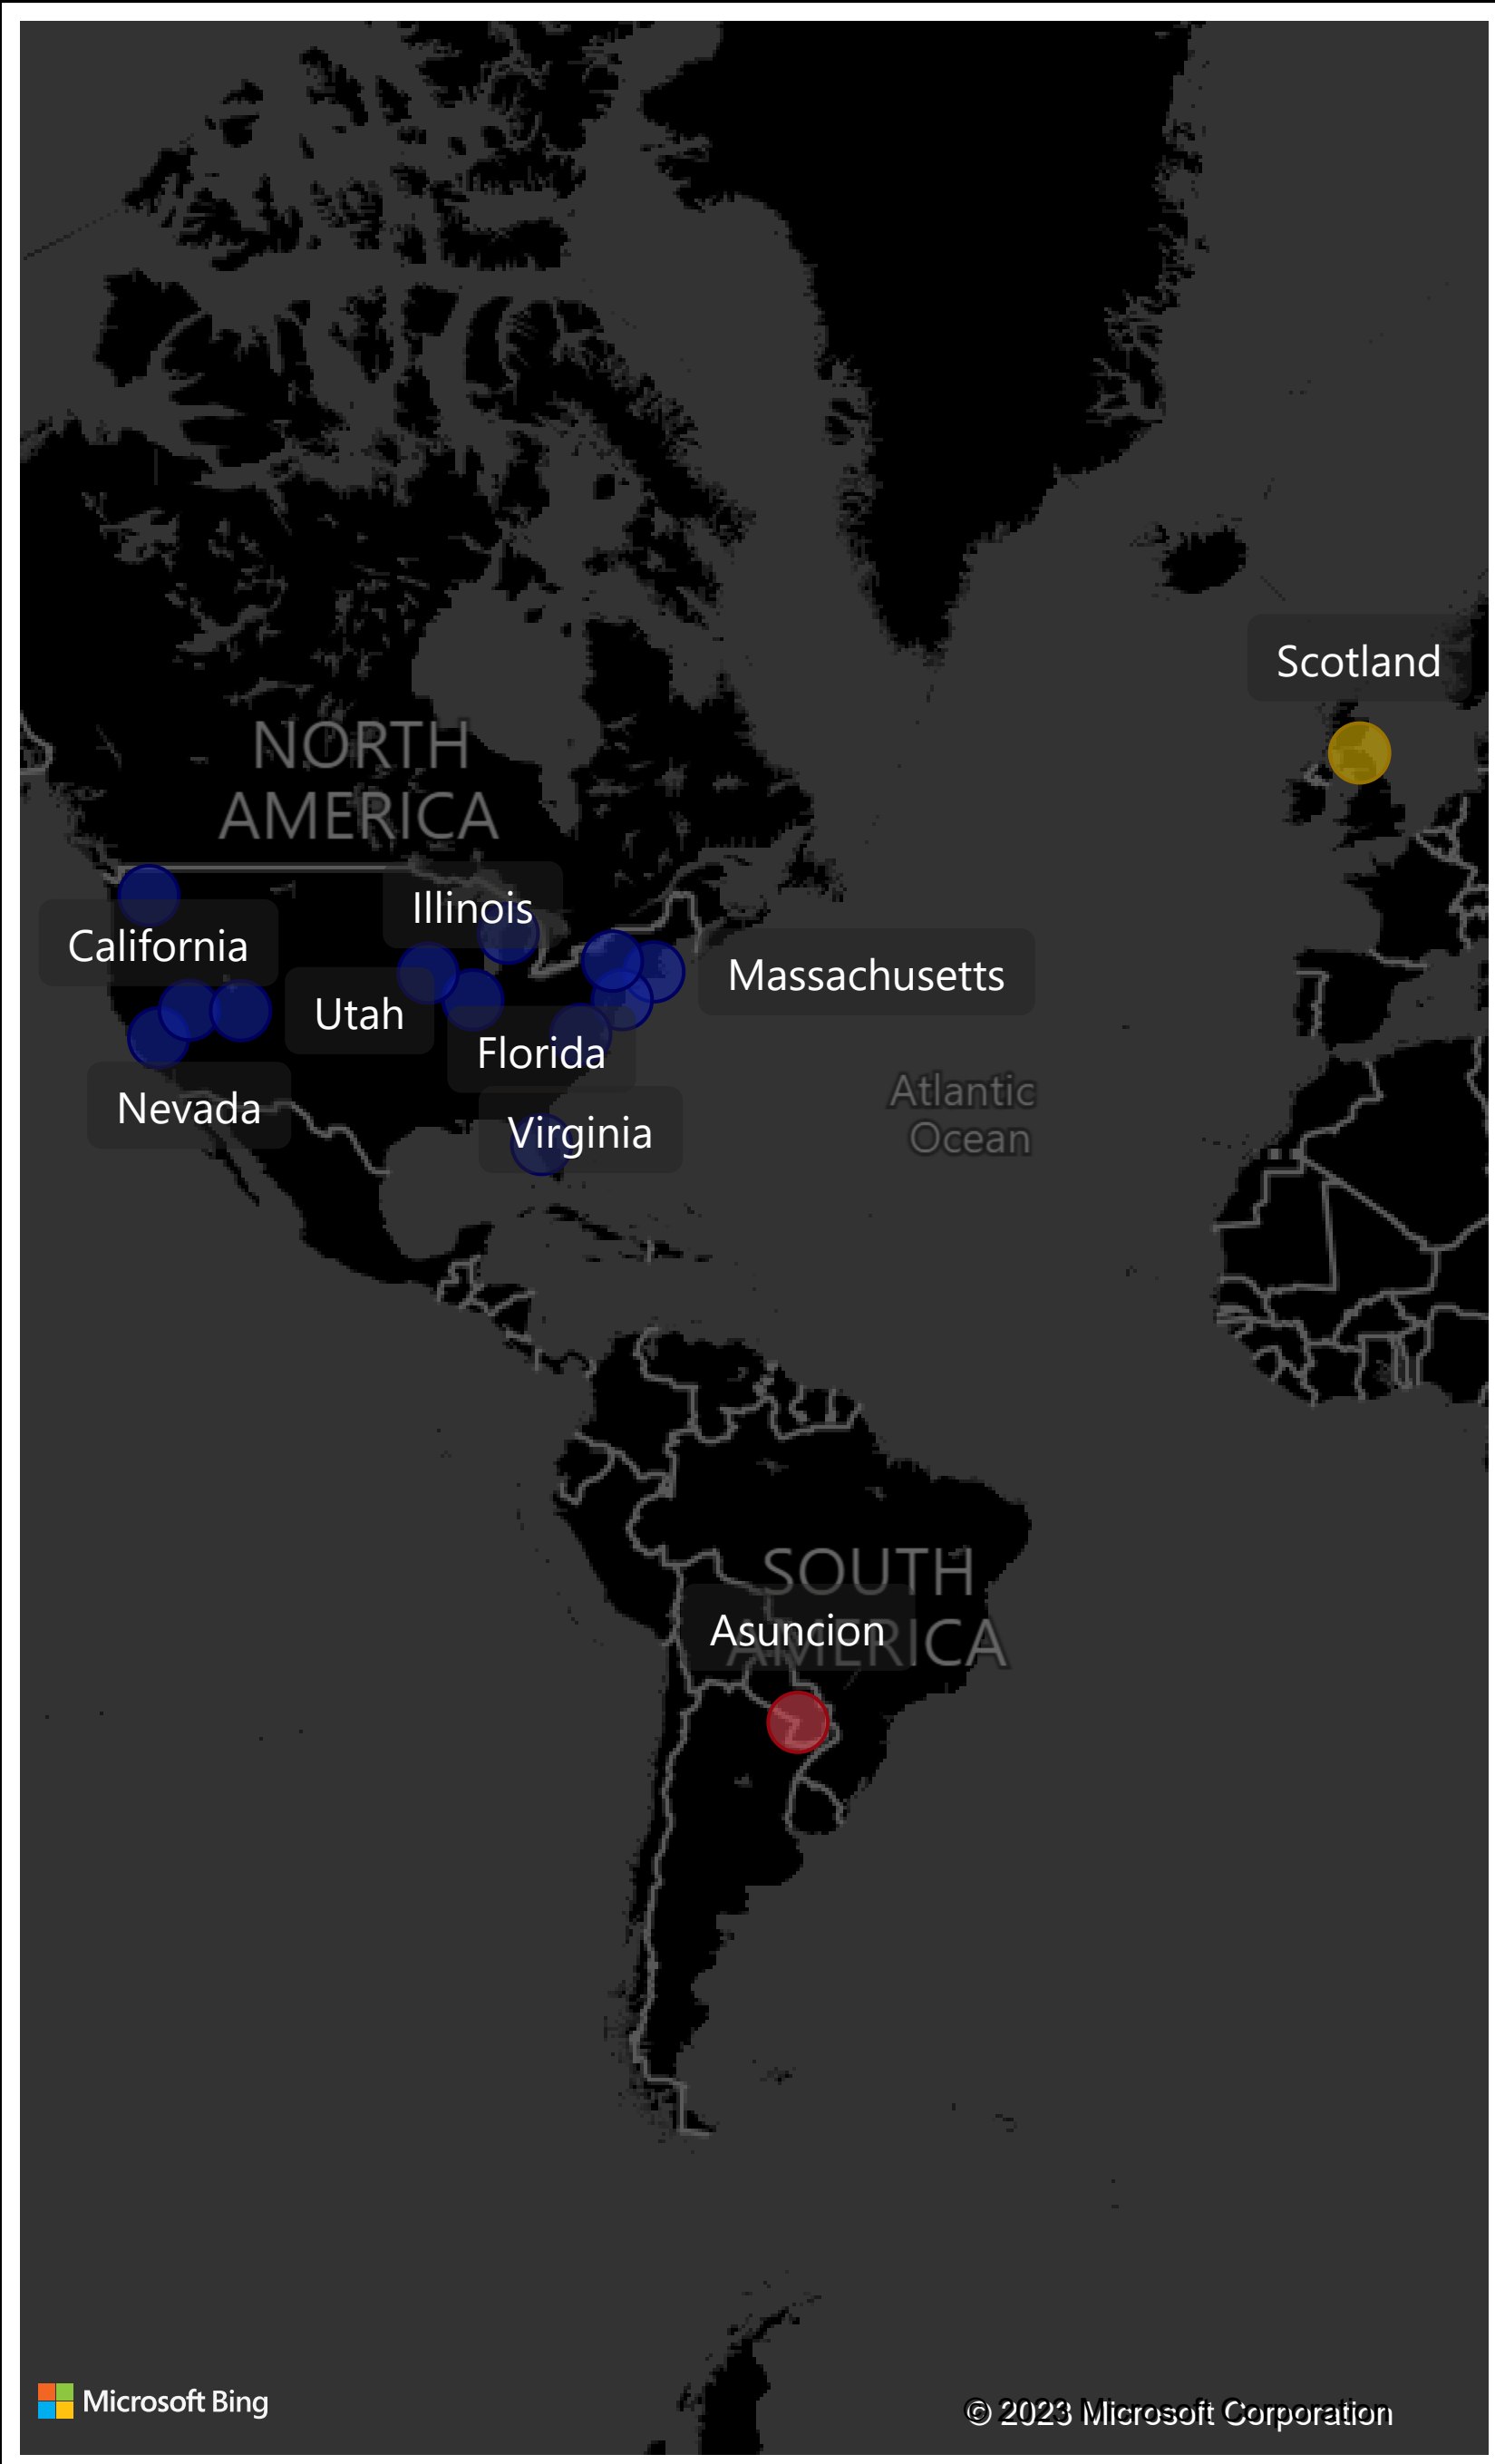 Scotland
NORTH
AMERICA
Illinois
California
Massachusetts
Utah
Florida
Atlantic
Ocean
Nevada
Virginia
SOUTH
AMERICA
Asuncion
Microsoft Bing
© 2023 Microsoft Corporation